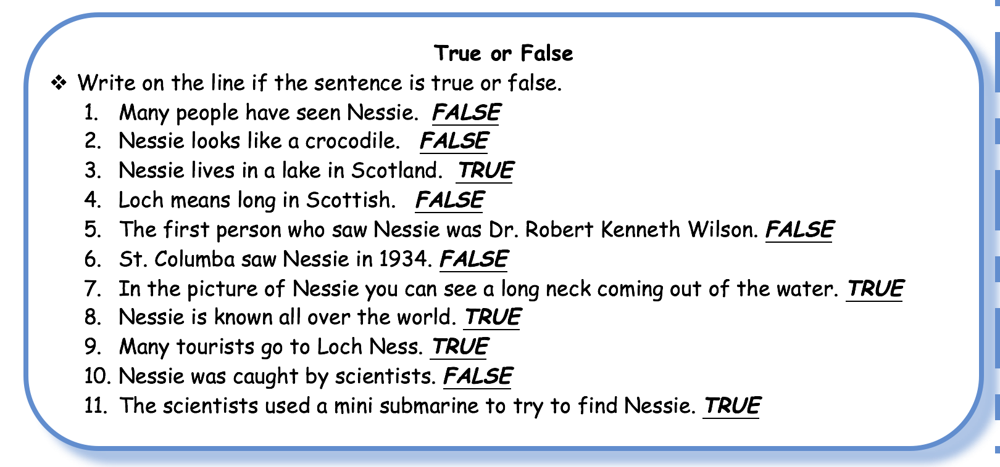 True or False
❖ Write on the line if the sentence is true or false.
1. Many people have seen Nessie. FALSE
2. Nessie looks like a crocodile. FALSE
3. Nessie lives in a lake in Scotland. TRUE
4. Loch means long in Scottish. FALSE
5. The first person who saw Nessie was Dr. Robert Kenneth Wilson. FALSE
6. St. Columba saw Nessie in 1934. FALSE
7. In the picture of Nessie you can see a long neck coming out of the water. TRUE
8. Nessie is known all over the world. TRUE
9. Many tourists go to Loch Ness. TRUE
10. Nessie was caught by scientists. FALSE
11. The scientists used a mini submarine to try to find Nessie. TRUE